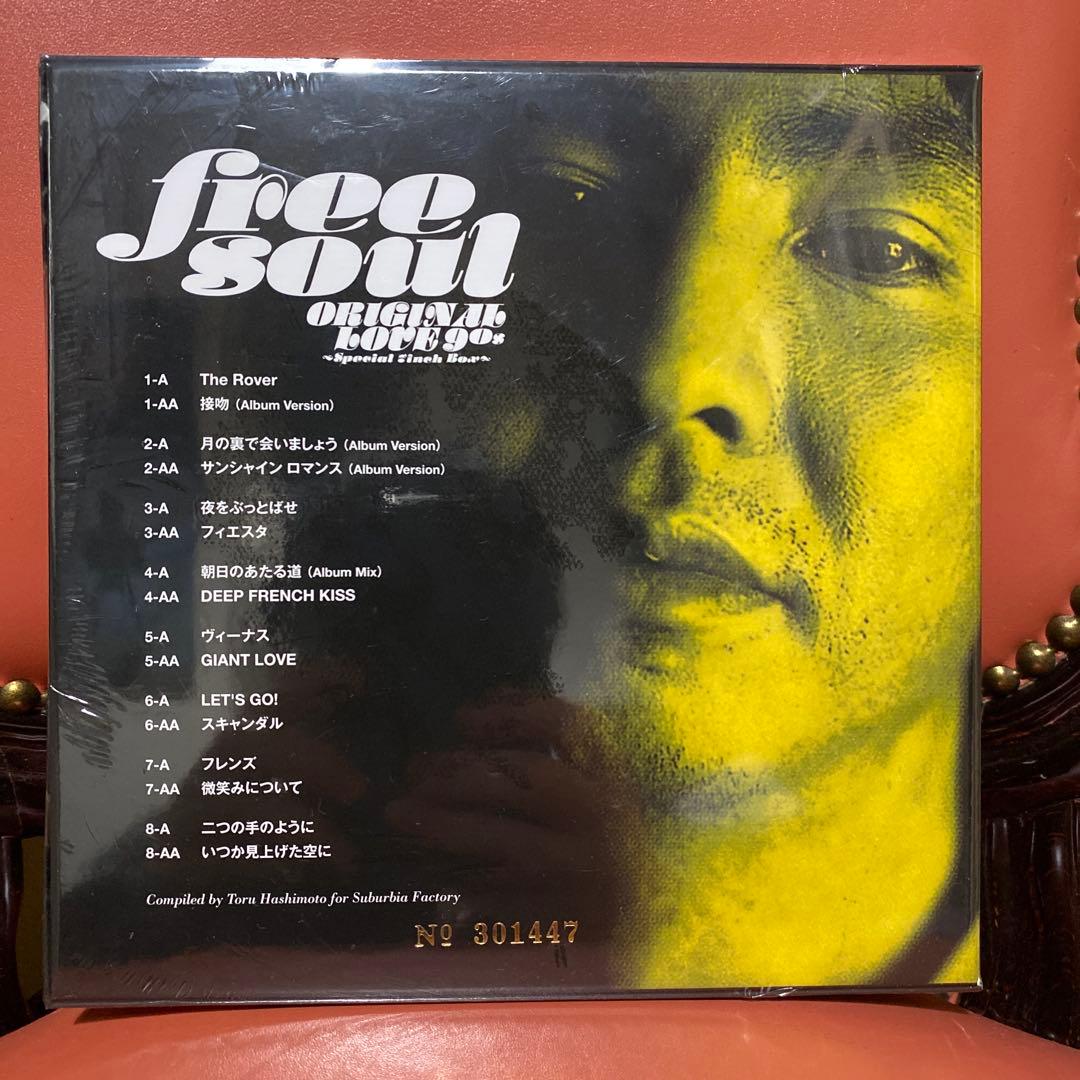 free
soul
ORIGINAL
LOVE 90s
~Special 7inch Box~
1-A The Rover
1-AA 接吻 (Album Version)
2-A 月の裏で会いましょう (Album Version)
2-AA サンシャイン ロマンス (Album Version)
3-A 夜をぶっとばせ
3-AA フィエスタ
4-A 朝日のあたる道 (Album Mix)
4-AA DEEP FRENCH KISS
5-A ヴィーナス
5-AA GIANT LOVE
6-A LET'S GO!
6-AA スキャンダル
7-A フレンズ
7-AA 微笑みについて
8-A 二つの手のように
8-AA いつか見上げた空に
Compiled by Toru Hashimoto for Suburbia Factory
Nº 301447